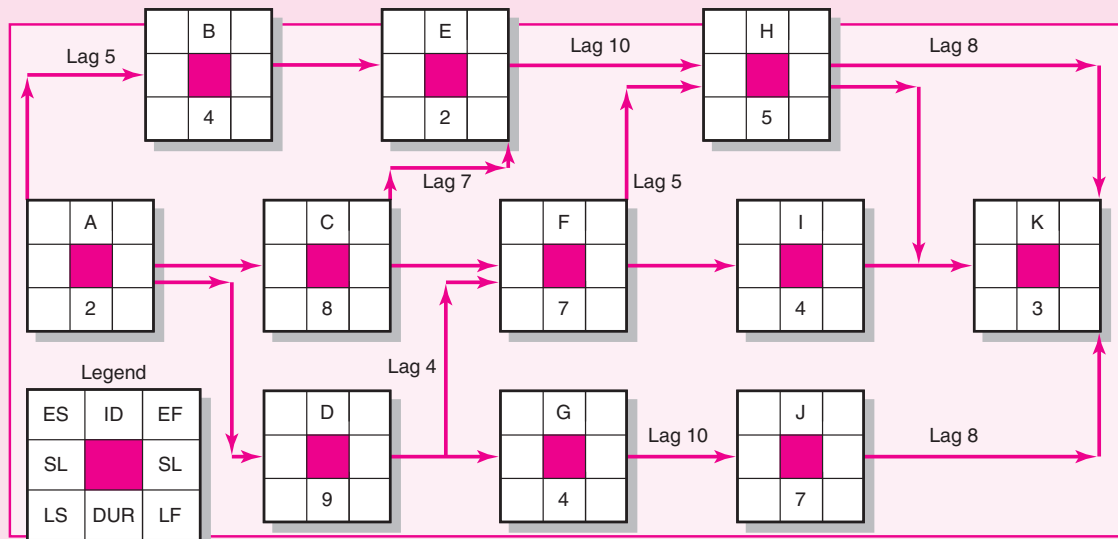 B
E
H
Lag 5
Lag 10
Lag 8
4
2
5
Lag 7
Lag 5
A
C
F
I
K
2
8
7
4
3
Lag 4
Legend
ES ID EF
SL SL
LS DUR LF
D
G
J
Lag 10
Lag 8
9
4
7